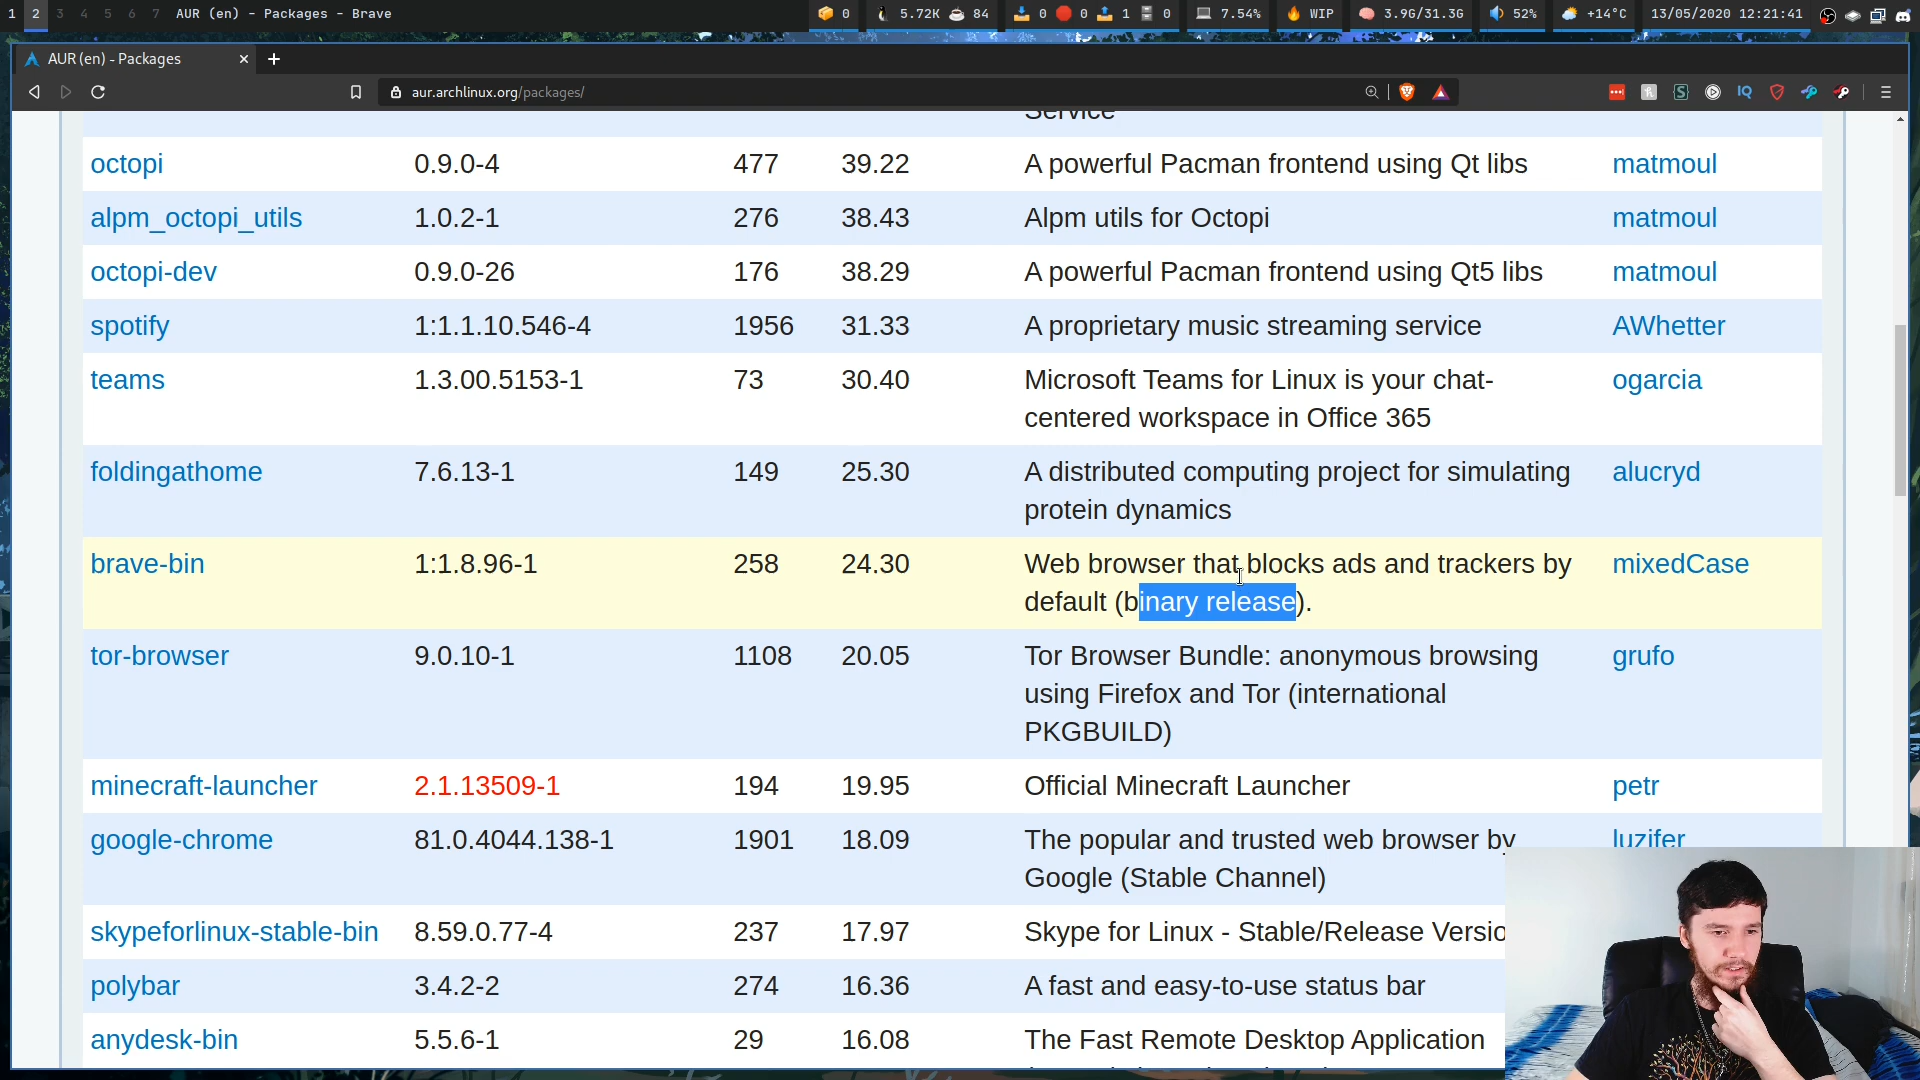 1 2 3 4 5 6 7 AUR (en) - Packages - Brave 0 5.72K 84 0 0 1 0 7.54% WIP 3.9G/31.3G 52% +14°C 13/05/2020 12:21:41
AUR (en) - Packages
aur.archlinux.org/packages/
Service
octopi 0.9.0-4 477 39.22 A powerful Pacman frontend using Qt libs matmoul
alpm_octopi_utils 1.0.2-1 276 38.43 Alpm utils for Octopi matmoul
octopi-dev 0.9.0-26 176 38.29 A powerful Pacman frontend using Qt5 libs matmoul
spotify 1:1.1.10.546-4 1956 31.33 A proprietary music streaming service AWhetter
teams 1.3.00.5153-1 73 30.40 Microsoft Teams for Linux is your chat- ogarcia
centered workspace in Office 365
foldingathome 7.6.13-1 149 25.30 A distributed computing project for simulating alucryd
protein dynamics
brave-bin 1:1.8.96-1 258 24.30 Web browser that blocks ads and trackers by mixedCase
default (binary release).
tor-browser 9.0.10-1 1108 20.05 Tor Browser Bundle: anonymous browsing grufo
using Firefox and Tor (international
PKGBUILD)
minecraft-launcher 2.1.13509-1 194 19.95 Official Minecraft Launcher petr
google-chrome 81.0.4044.138-1 1901 18.09 The popular and trusted web browser by luzifer
Google (Stable Channel)
skypeforlinux-stable-bin 8.59.0.77-4 237 17.97 Skype for Linux - Stable/Release Versio
polybar 3.4.2-2 274 16.36 A fast and easy-to-use status bar
anydesk-bin 5.5.6-1 29 16.08 The Fast Remote Desktop Application